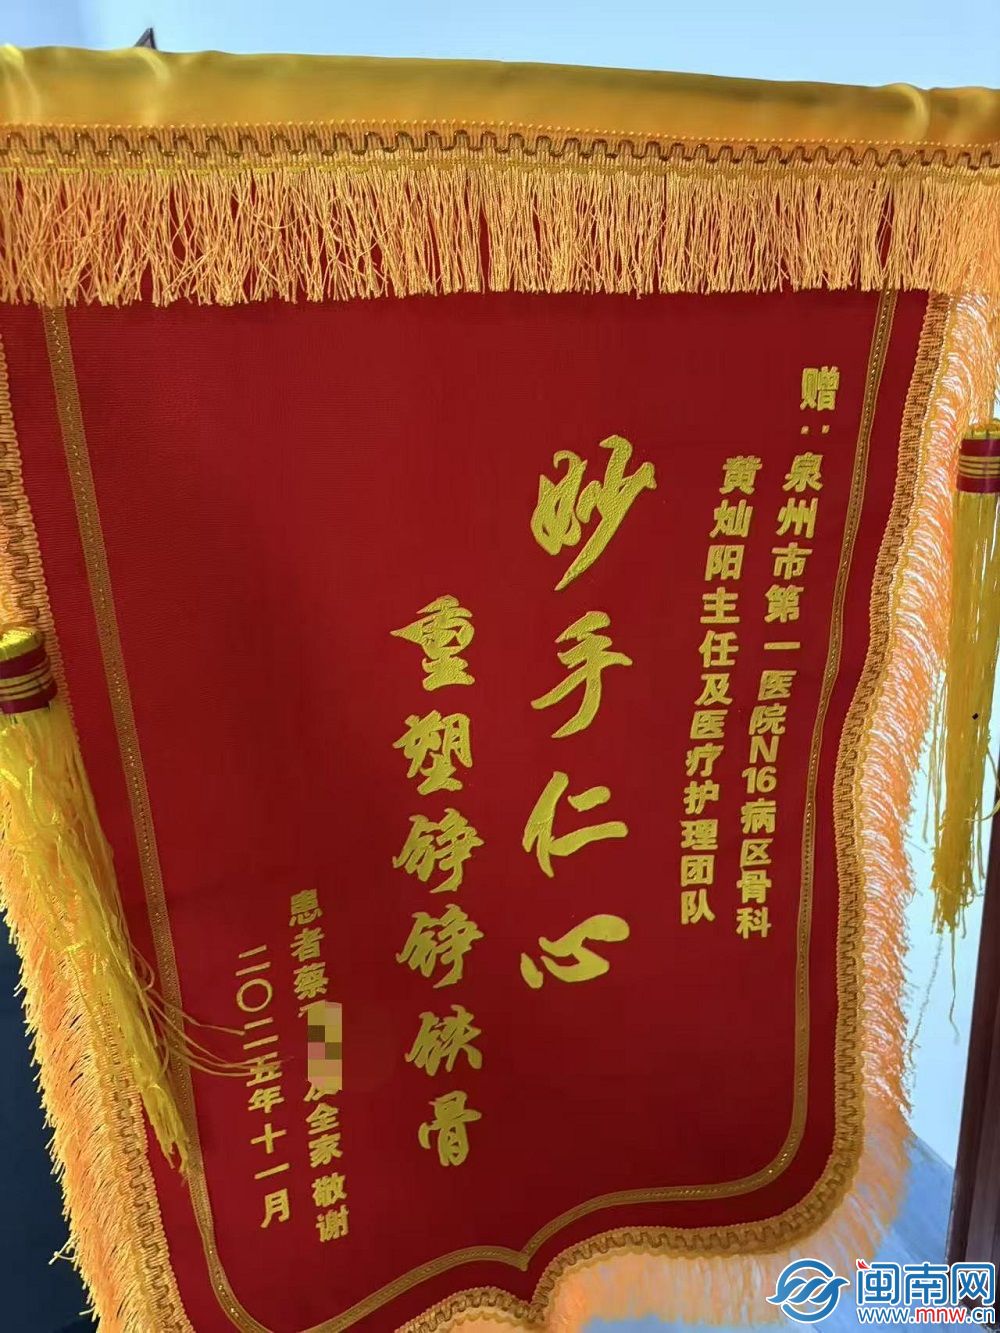 赠：泉州市第一医院N16病区骨科
黄灿阳主任及医疗护理团队
妙手仁心
重塑铮铮铁骨
患者蔡
及全家敬谢
二〇二五年十一月
闽南网
www.mnw.cn